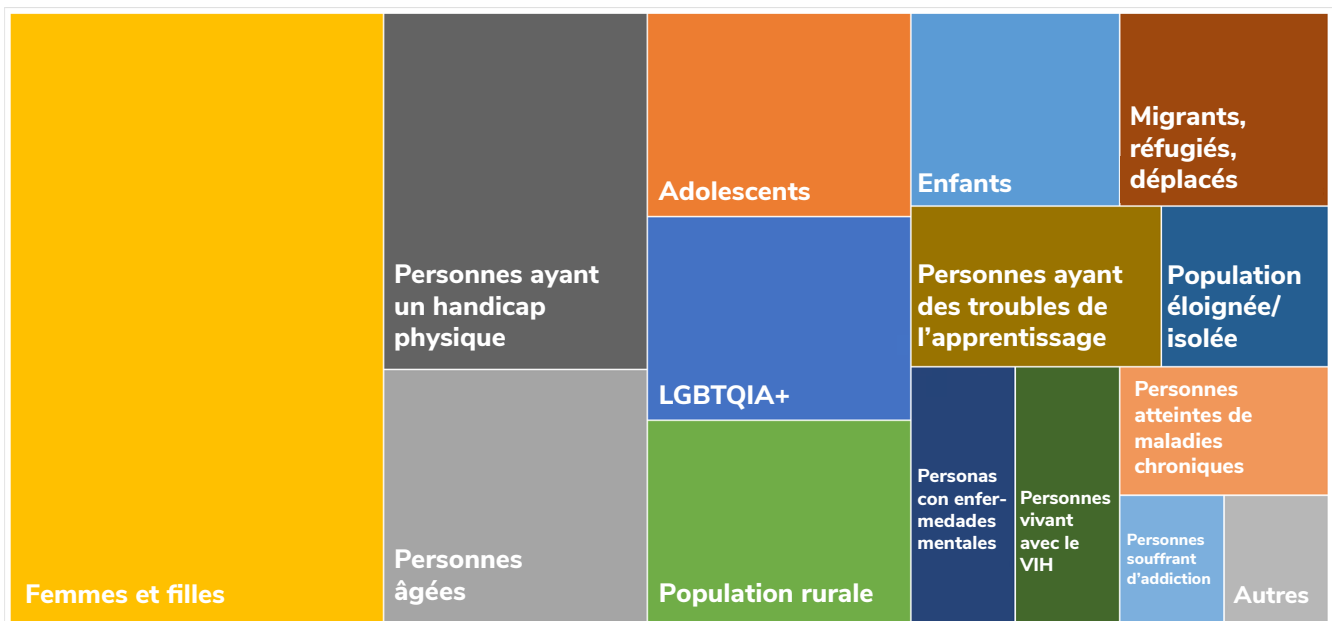 Femmes et filles
Personnes ayant
un handicap
physique
Personnes
âgées
Adolescents
LGBTQIA+
Population rurale
Enfants
Migrants,
réfugiés,
déplacés
Personnes ayant
des troubles de
l’apprentissage
Population
éloignée/
isolée
Personas
con enfer-
medades
mentales
Personnes
vivant
avec le
VIH
Personnes
atteintes de
maladies
chroniques
Personnes
souffrant
d’addiction
Autres